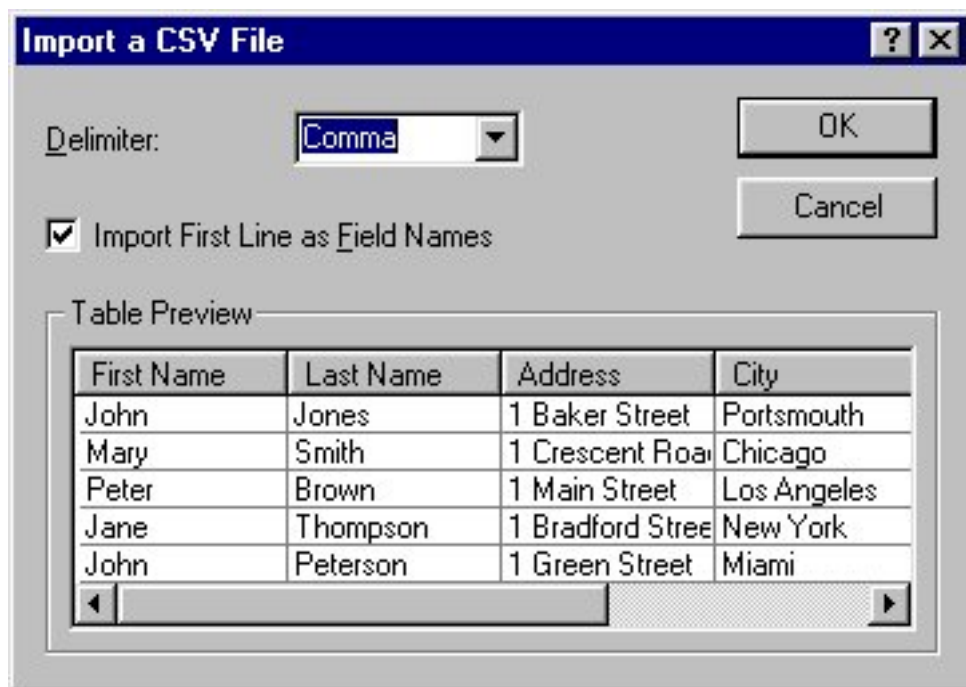 Import a CSV File
Delimiter: Comma OK
Cancel
Import First Line as Field Names
Table Preview
First Name Last Name Address City
John Jones 1 Baker Street Portsmouth
Mary Smith 1 Crescent Roa Chicago
Peter Brown 1 Main Street Los Angeles
Jane Thompson 1 Bradford Stree New York
John Peterson 1 Green Street Miami